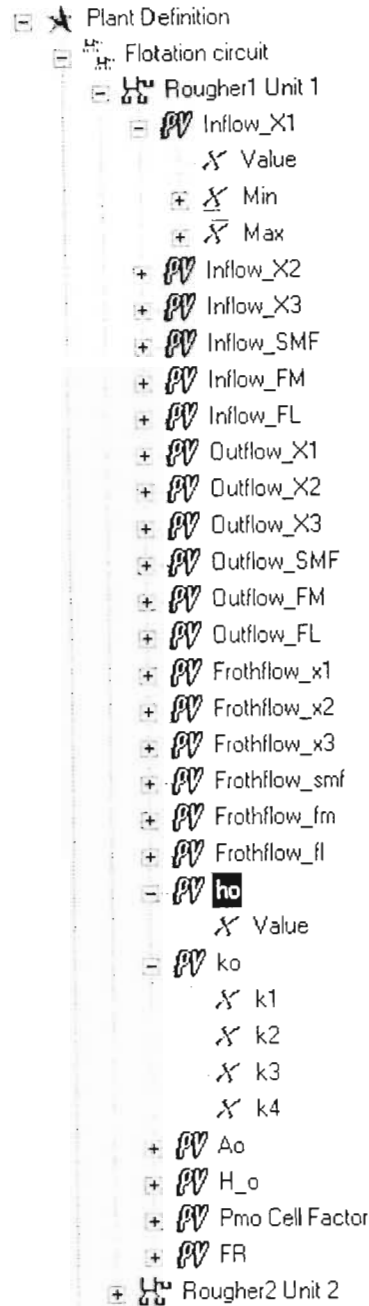 Plant Definition
Flotation circuit
Rougher1 Unit 1
PV Inflow_X1
X Value
X Min
X Max
PV Inflow_X2
PV Inflow_X3
PV Inflow_SMF
PV Inflow_FM
PV Inflow_FL
PV Outflow_X1
PV Outflow_X2
PV Outflow_X3
PV Outflow_SMF
PV Outflow_FM
PV Outflow_FL
PV Frothflow_x1
PV Frothflow_x2
PV Frothflow_x3
PV Frothflow_smf
PV Frothflow_fm
PV Frothflow_fl
PV ho
X Value
PV ko
X k1
X k2
X k3
X k4
PV Ao
PV H_o
PV Pmo Cell Factor
PV FR
Rougher2 Unit 2